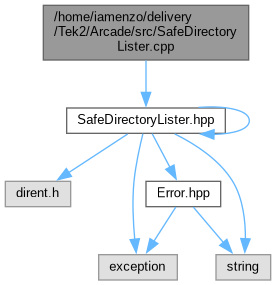 /home/iamenzo/delivery
/Tek2/Arcade/src/SafeDirectory
Lister.cpp
SafeDirectoryLister.hpp
dirent.h
Error.hpp
exception
string